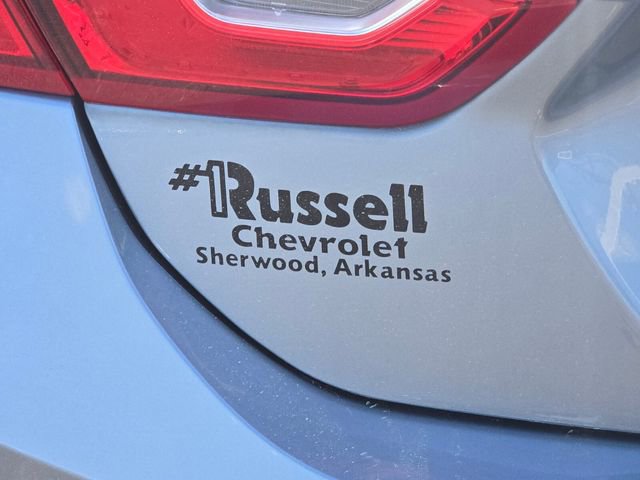 #1Russell
Chevrolet
Sherwood, Arkansas